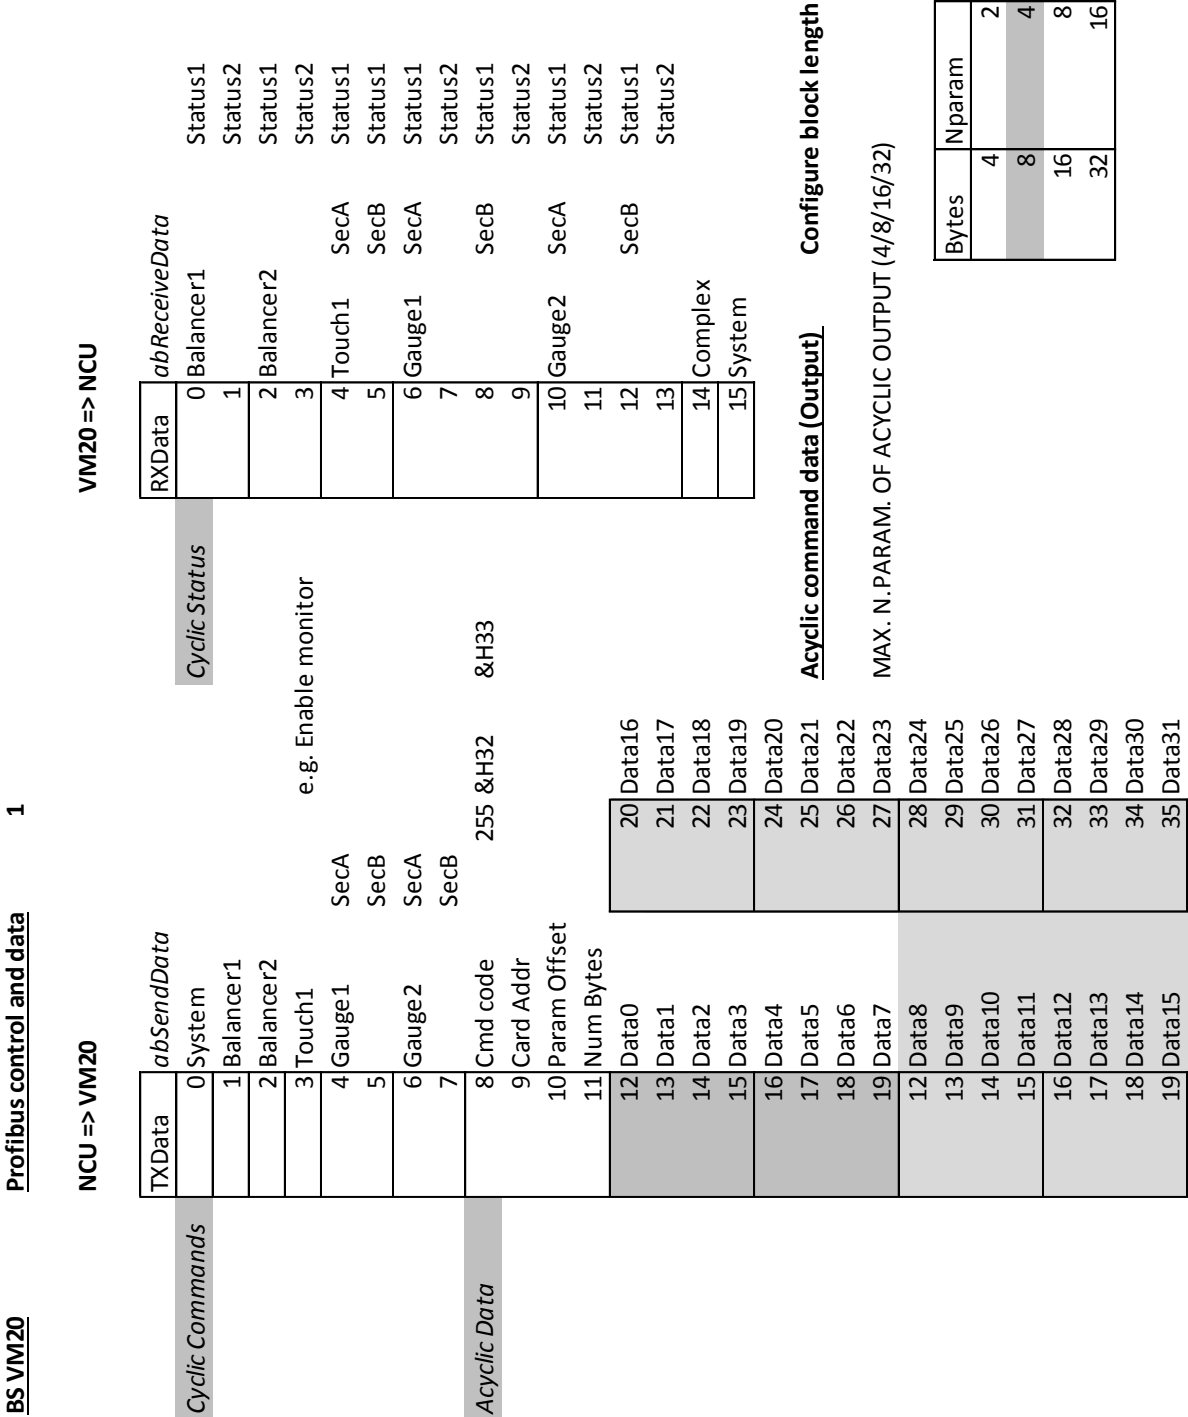 BS VM20 Profibus control and data 1
NCU => VM20 VM20 => NCU
TXData abSendData RXData abReceiveData
Cyclic Commands 0 System Cyclic Status 0 Balancer1 Status1
1 Balancer1 1 Status2
2 Balancer2 2 Balancer2 Status1
3 Touch1 e.g. Enable monitor 3 Status2
4 Gauge1 SecA 4 Touch1 SecA Status1
5 SecB 5 SecB Status1
6 Gauge2 SecA 6 Gauge1 SecA Status1
7 SecB 7 Status2
Acyclic Data 8 Cmd code 255 &H32 &H33 8 SecB Status1
9 Card Addr 9 Status2
10 Param Offset 10 Gauge2 SecA Status1
11 Num Bytes 11 Status2
12 Data0 20 Data16 12 SecB Status1
13 Data1 21 Data17 13 Status2
14 Data2 22 Data18 14 Complex
15 Data3 23 Data19 15 System
16 Data4 24 Data20
17 Data5 25 Data21 Acyclic command data (Output) Configure block length
18 Data6 26 Data22
19 Data7 27 Data23 MAX. N.PARAM. OF ACYCLIC OUTPUT (4/8/16/32)
12 Data8 28 Data24
13 Data9 29 Data25 Bytes Nparam
14 Data10 30 Data26 4 2
15 Data11 31 Data27 8 4
16 Data12 32 Data28 16 8
17 Data13 33 Data29 32 16
18 Data14 34 Data30
19 Data15 35 Data31